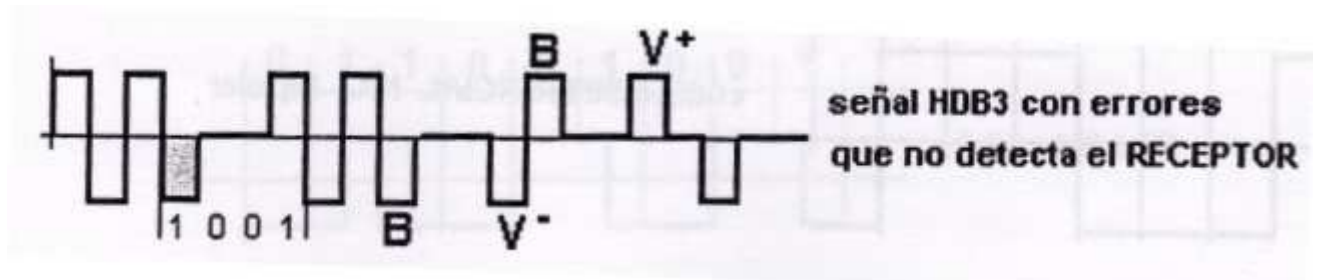 B V+
señal HDB3 con errores
que no detecta el RECEPTOR
1 0 0 1 B V-